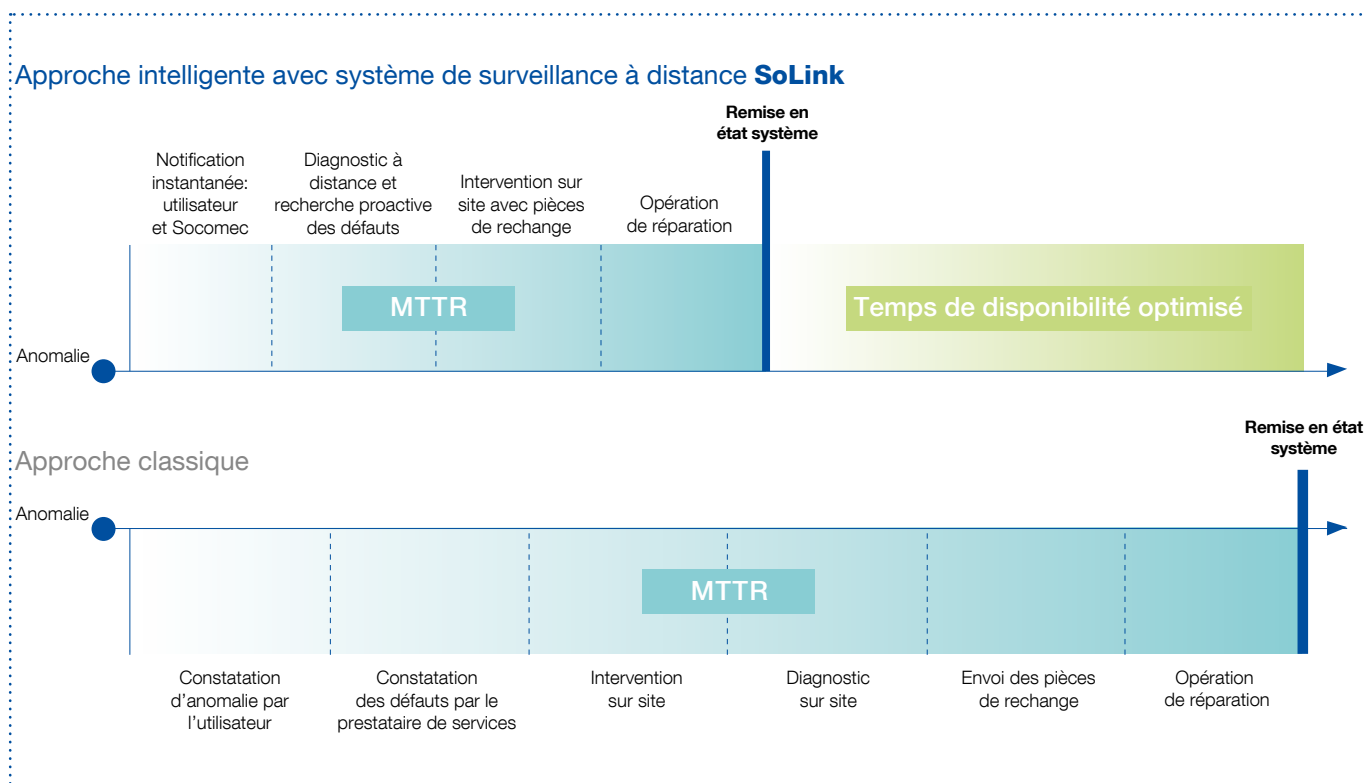 Approche intelligente avec système de surveillance à distance SoLink
Remise en
état système
Notification
instantanée:
utilisateur
et Socomec
Diagnostic à
distance et
recherche proactive
des défauts
Intervention sur
site avec pièces
de rechange
Opération
de réparation
MTTR
Temps de disponibilité optimisé
Anomalie
Approche classique
Remise en état
système
Anomalie
MTTR
Constatation
d'anomalie par
l'utilisateur
Constatation
des défauts par le
prestataire de services
Intervention
sur site
Diagnostic
sur site
Envoi des pièces
de rechange
Opération
de réparation